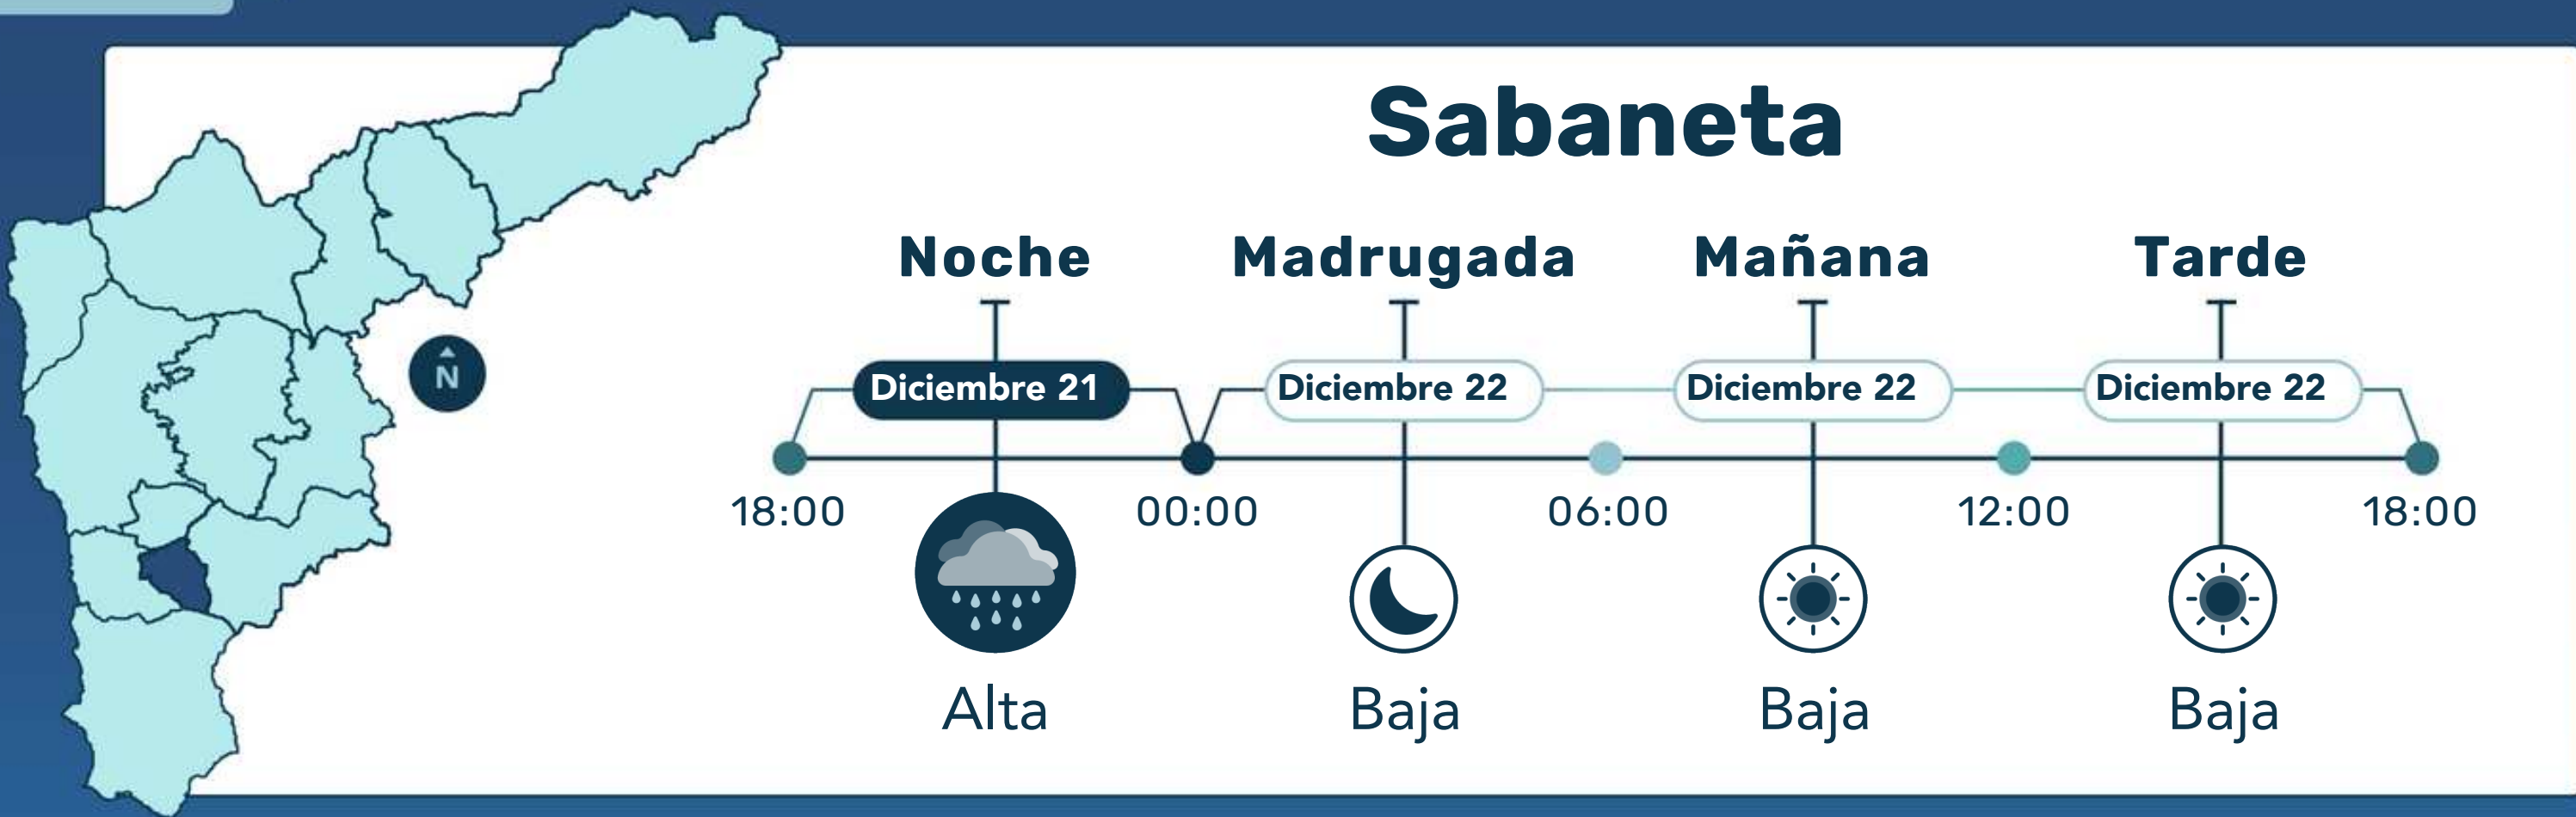 Sabaneta
Noche Madrugada Mañana Tarde
Diciembre 21 Diciembre 22 Diciembre 22 Diciembre 22
N
18:00 00:00 06:00 12:00 18:00
Alta Baja Baja Baja